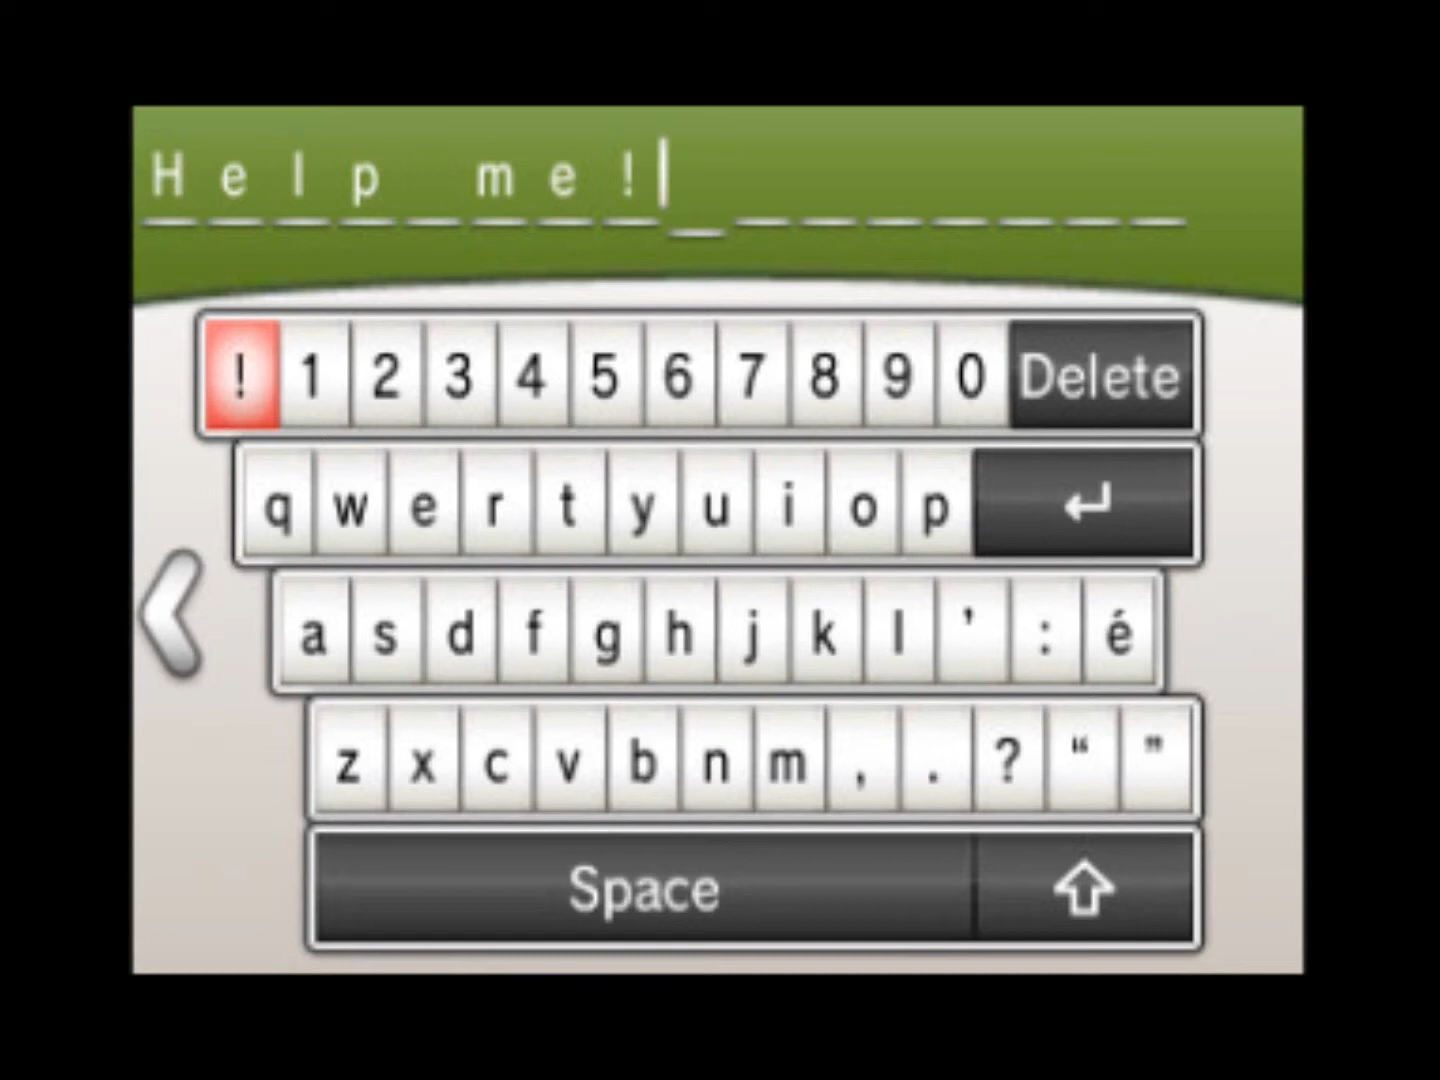 Help me!
! 1 2 3 4 5 6 7 8 9 0 Delete
q w e r t y u i o p
a s d f g h j k l ’ : é
z x c v b n m , . ? “ ”
Space